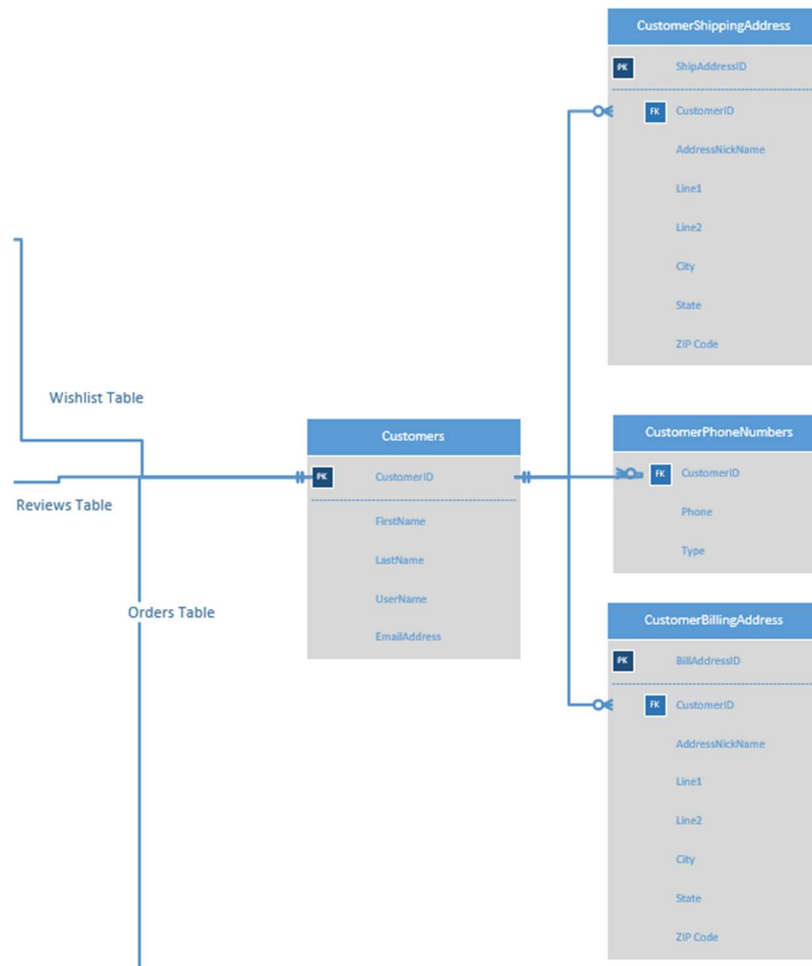 CustomerShippingAddress
PK ShipAddressID
FK CustomerID
AddressNickName
Line1
Line2
City
State
ZIP Code
Wishlist Table
Reviews Table
Orders Table
Customers
PK CustomerID
FirstName
LastName
UserName
EmailAddress
CustomerPhoneNumbers
FK CustomerID
Phone
Type
CustomerBillingAddress
PK BillAddressID
FK CustomerID
AddressNickName
Line1
Line2
City
State
ZIP Code